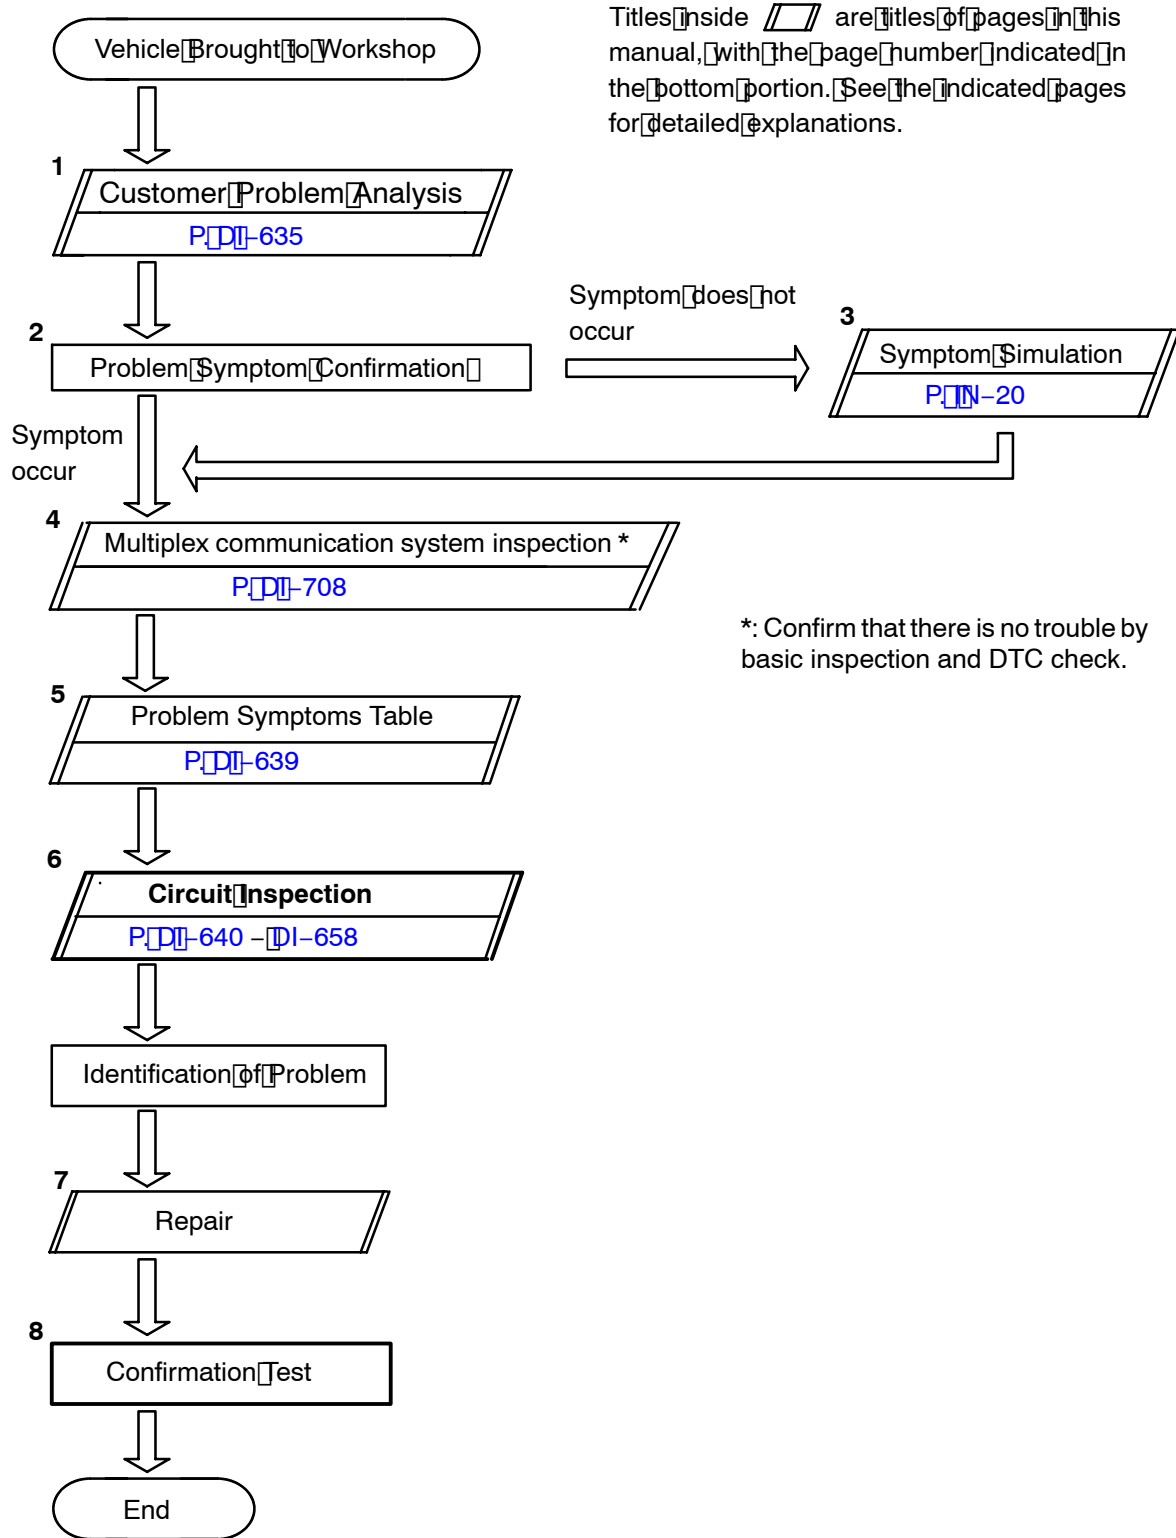 Titles inside are titles of pages in this
manual, with the page number indicated in
the bottom portion. See the indicated pages
for detailed explanations.
Vehicle Brought to Workshop
1
Customer Problem Analysis
P. DI–635
2
Problem Symptom Confirmation
Symptom does not
occur
3
Symptom Simulation
P. IN–20
Symptom
occur
4
Multiplex communication system inspection *
P. DI–708
*: Confirm that there is no trouble by
basic inspection and DTC check.
5
Problem Symptoms Table
P. DI–639
6
Circuit Inspection
P. DI–640 – DI–658
Identification of Problem
7
Repair
8
Confirmation Test
End